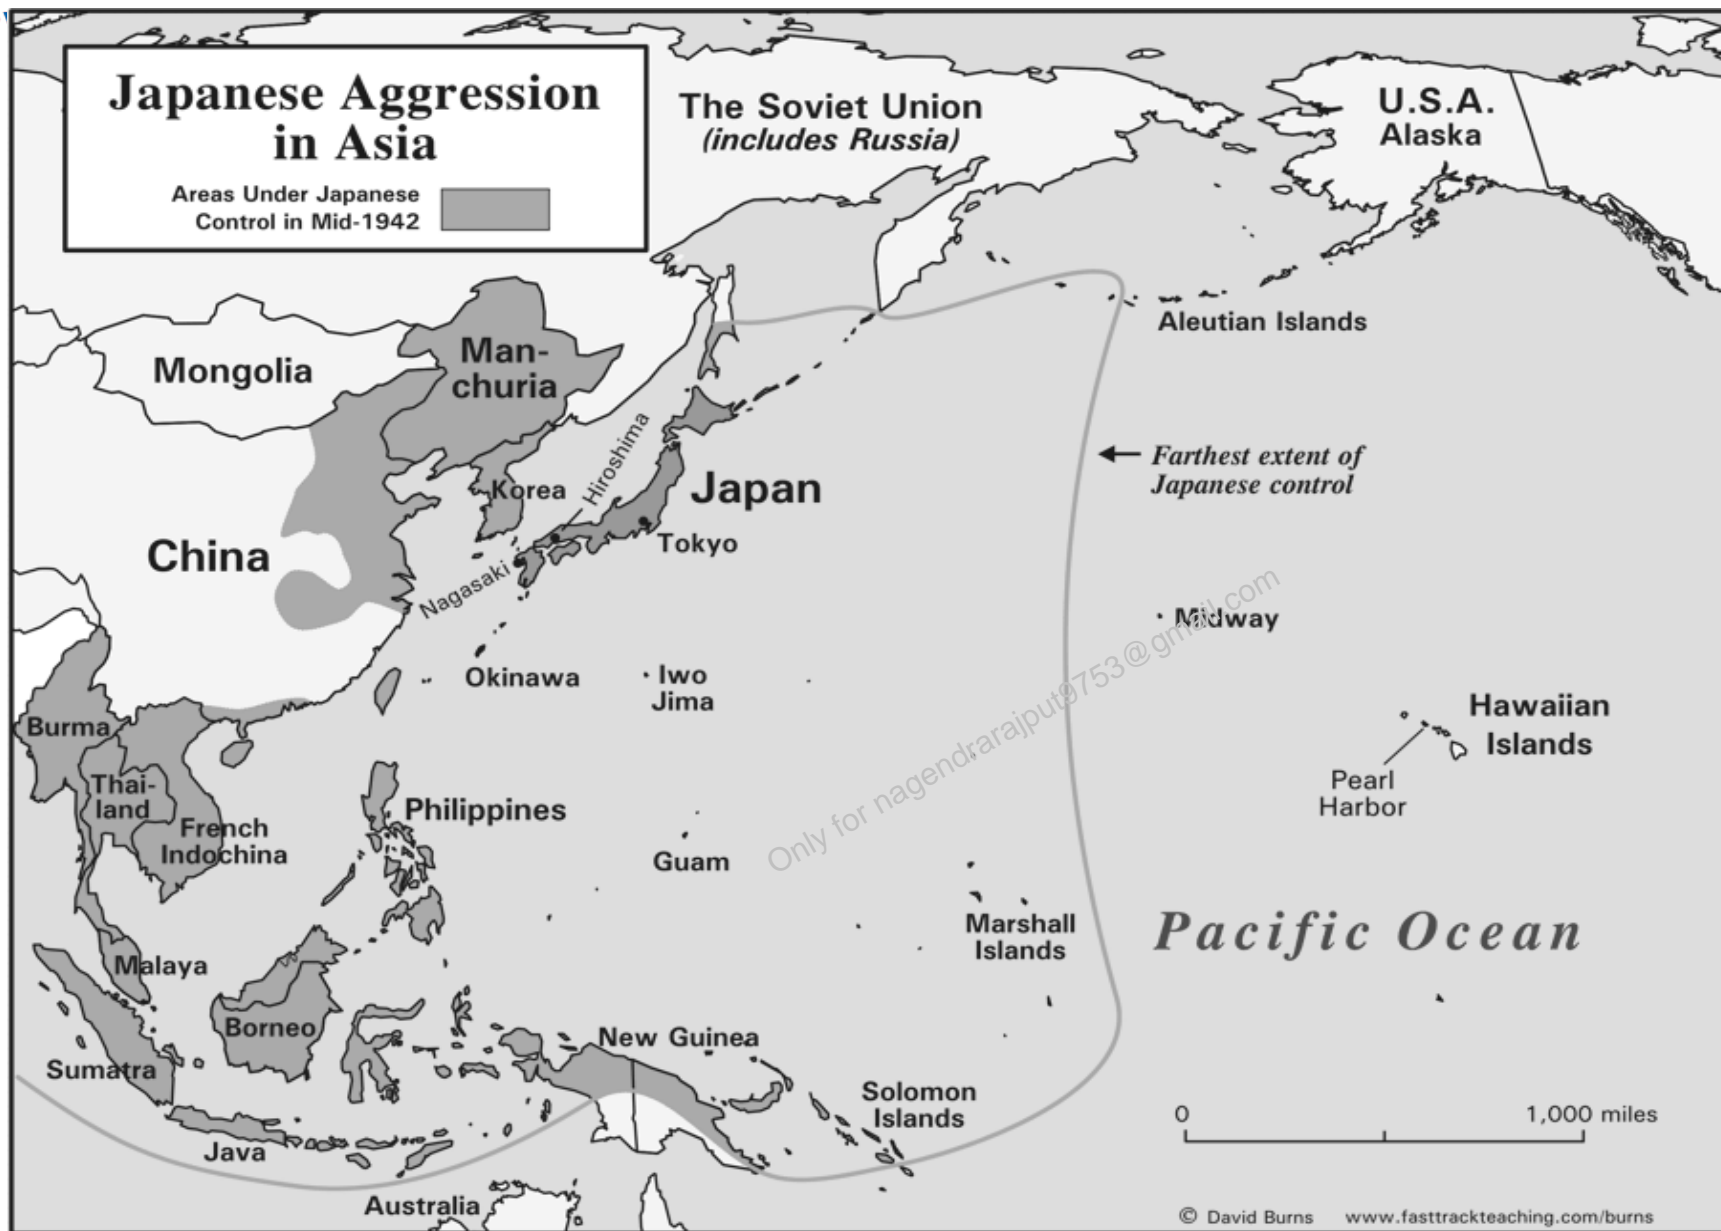 Japanese Aggression
in Asia
Areas Under Japanese
Control in Mid-1942
The Soviet Union
(includes Russia)
U.S.A.
Alaska
Aleutian Islands
Mongolia
Man-
churia
Farthest extent of
Japanese control
Hiroshima
Korea
Japan
Tokyo
China
Nagasaki
Midway
Okinawa
Iwo
Jima
Hawaiian
Islands
Pearl
Harbor
Burma
Thai-
land
French
Indochina
Philippines
Guam
Only for nagendrarajput9753@gmail.com
Marshall
Islands
Pacific Ocean
Malaya
Borneo
Sumatra
New Guinea
Solomon
Islands
Java
Australia
0 1,000 miles
© David Burns www.fasttrackteaching.com/burns